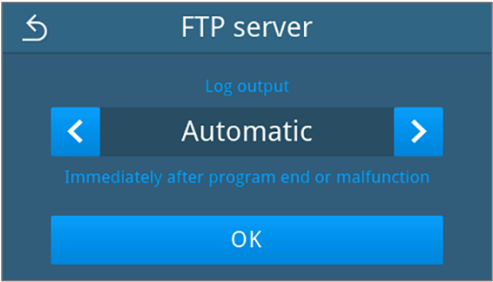 FTP server
Log output
Automatic
Immediately after program end or malfunction
OK